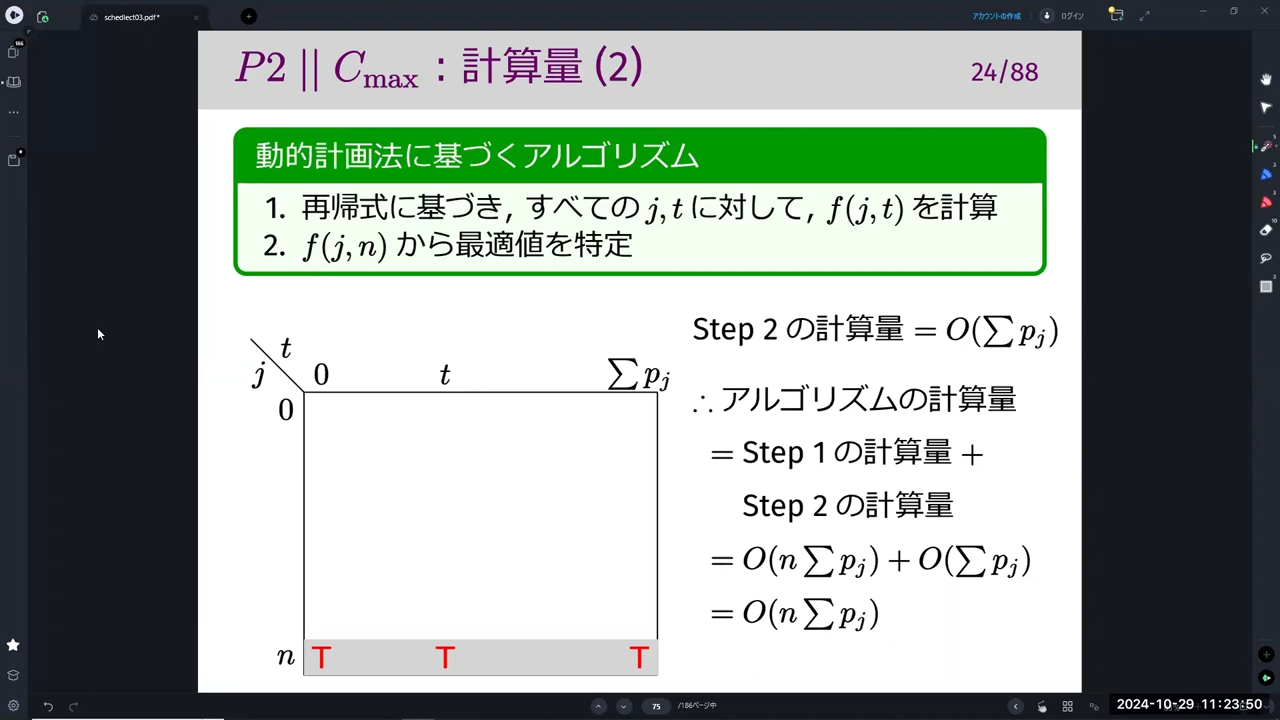 schedlect03.pdf*
アカウントの作成
ログイン
186
P2 || Cmax : 計算量 (2)
24/88
動的計画法に基づくアルゴリズム
1. 再帰式に基づき, すべての j, t に対して, f(j, t) を計算
2. f(j, n) から最適値を特定
Step 2 の計算量 = O(∑ pj)
t
j
0
t
∑ pj
0
∴ アルゴリズムの計算量
= Step 1 の計算量 +
Step 2 の計算量
= O(n ∑ pj) + O(∑ pj)
= O(n ∑ pj)
n
T
T
T
75
/186ページ中
2024-10-29 11:23:50